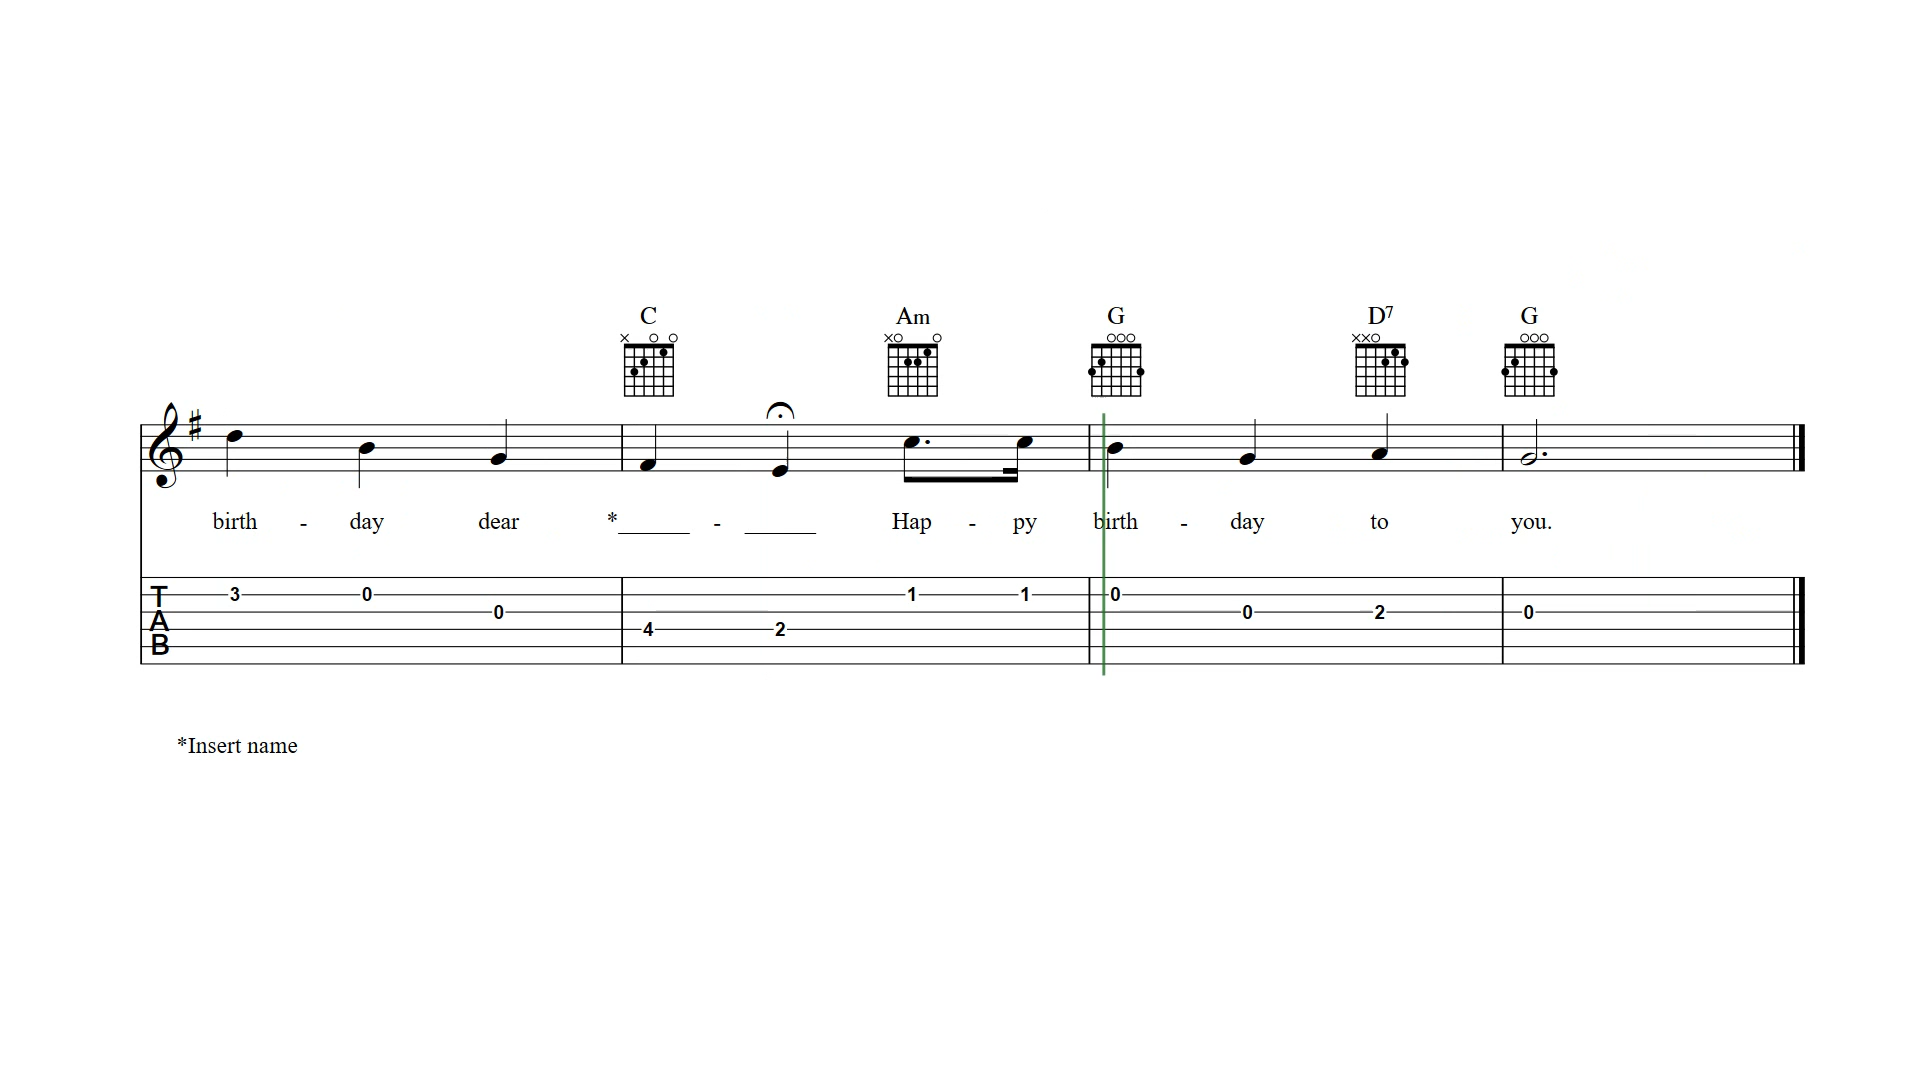 C Am G D7 G
birth - day dear *______ - ______ Hap - py birth - day to you.
T 3 0 1 1 0
A 0 0 2 0
B 4 2
*Insert name